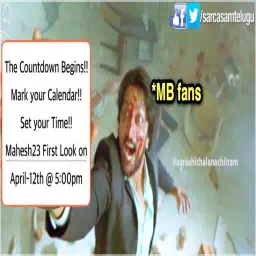 /sarcasamtelugu
The Countdown Begins!!
Mark your Calendar!!
Set your Time!!
Mahesh23 First Look on
April-12th @ 5:00pm
*MB fans
Vaaraahichalanachitram